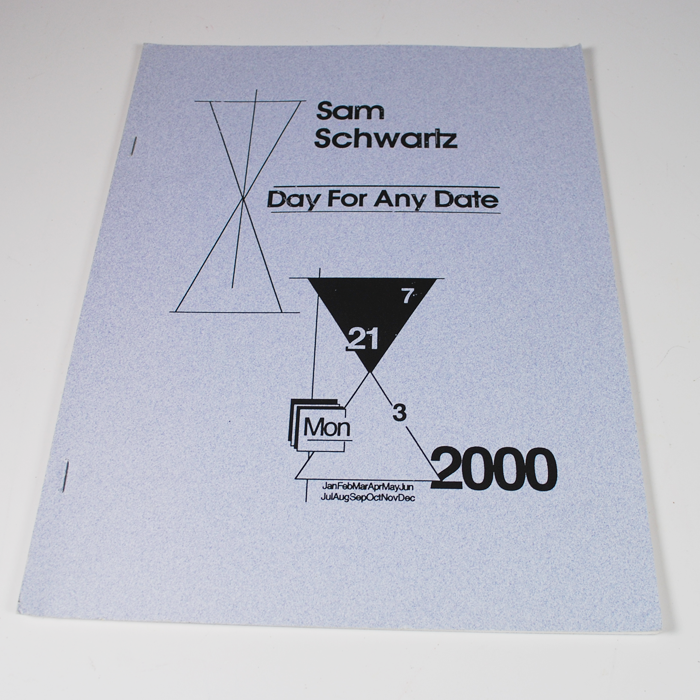 Sam
Schwartz
Day For Any Date
7
21
3
Mon
2000
JanFebMarAprMayJun
JulAugSepOctNovDec